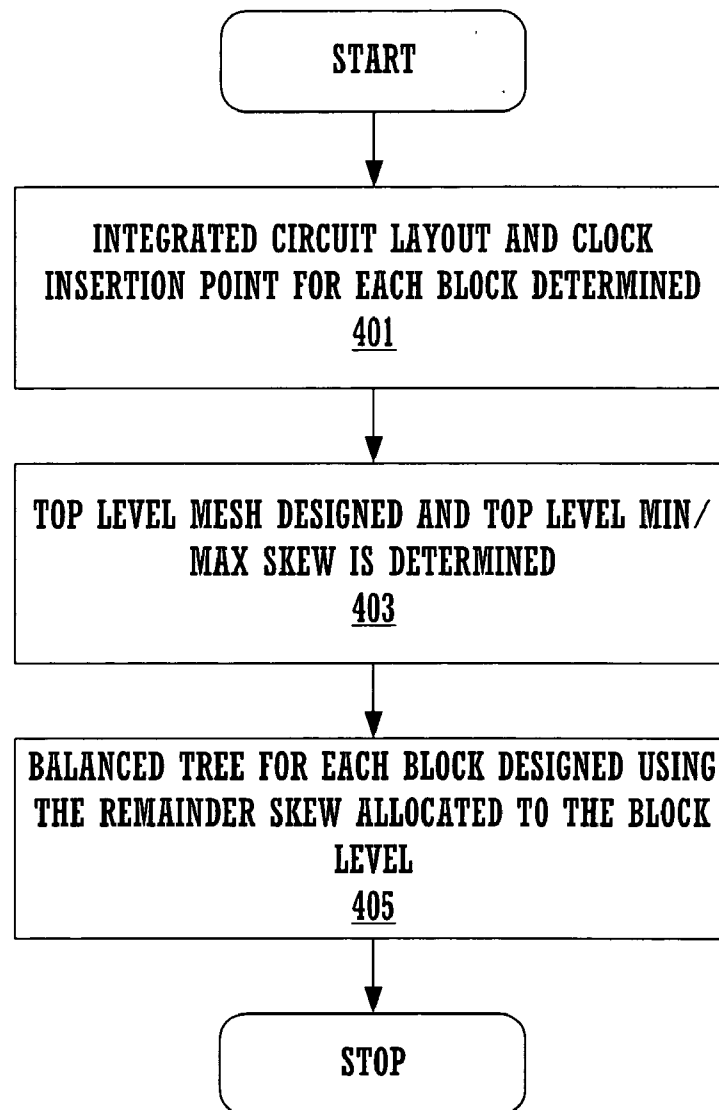 START
INTEGRATED CIRCUIT LAYOUT AND CLOCK
INSERTION POINT FOR EACH BLOCK DETERMINED
401
TOP LEVEL MESH DESIGNED AND TOP LEVEL MIN/
MAX SKEW IS DETERMINED
403
BALANCED TREE FOR EACH BLOCK DESIGNED USING
THE REMAINDER SKEW ALLOCATED TO THE BLOCK
LEVEL
405
STOP